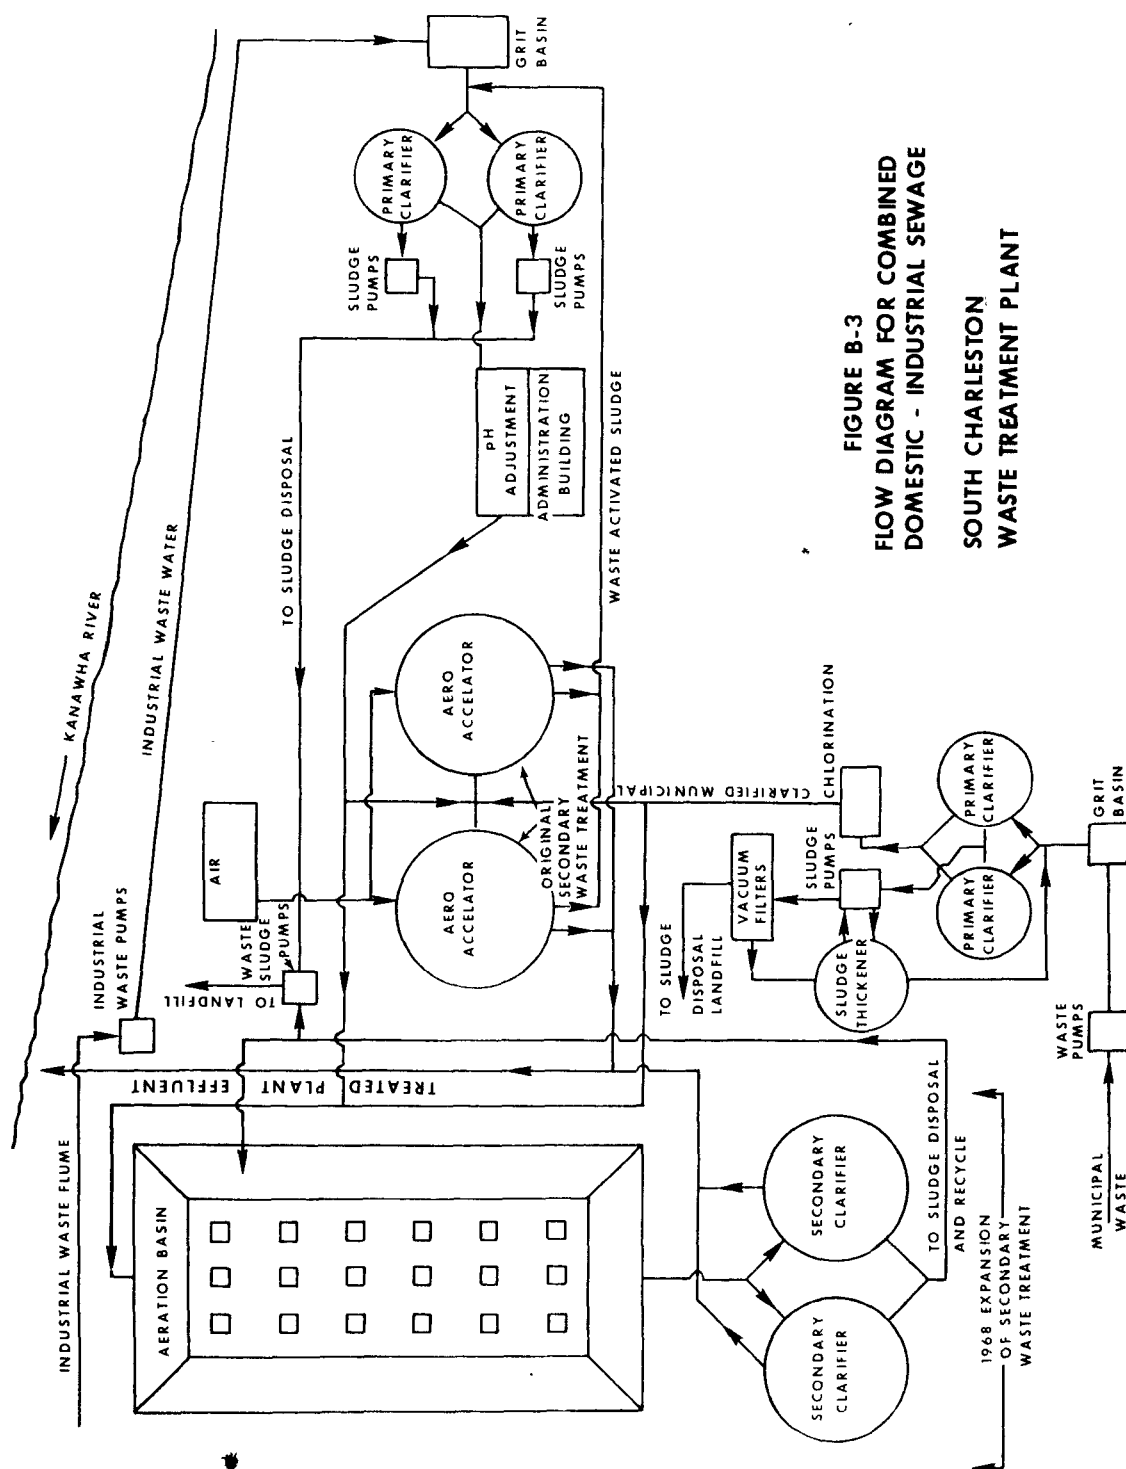 KANAWHA RIVER
INDUSTRIAL WASTE WATER
GRIT
BASIN
PRIMARY
CLARIFIER
PRIMARY
CLARIFIER
SLUDGE
PUMPS
SLUDGE
PUMPS
TO SLUDGE DISPOSAL
PH
ADJUSTMENT
ADMINISTRATION
BUILDING
WASTE ACTIVATED SLUDGE
AERO
ACCELATOR
AERO
ACCELATOR
ORIGINAL
SECONDARY
WASTE TREATMENT
AIR
WASTE
SLUDGE
PUMPS
TO LANDFILL
INDUSTRIAL
WASTE PUMPS
INDUSTRIAL WASTE FLUME
TREATED PLANT EFFLUENT
AERATION BASIN
SECONDARY
CLARIFIER
SECONDARY
CLARIFIER
TO SLUDGE DISPOSAL
AND RECYCLE
1968 EXPANSION
OF SECONDARY
WASTE TREATMENT
CLARIFIED MUNICIPAL
CHLORINATION
PRIMARY
CLARIFIER
PRIMARY
CLARIFIER
SLUDGE
PUMPS
VACUUM
FILTERS
SLUDGE
THICKENER
TO SLUDGE
DISPOSAL
LANDFILL
GRIT
BASIN
WASTE
PUMPS
MUNICIPAL
WASTE
FIGURE B-3
FLOW DIAGRAM FOR COMBINED
DOMESTIC - INDUSTRIAL SEWAGE
SOUTH CHARLESTON
WASTE TREATMENT PLANT